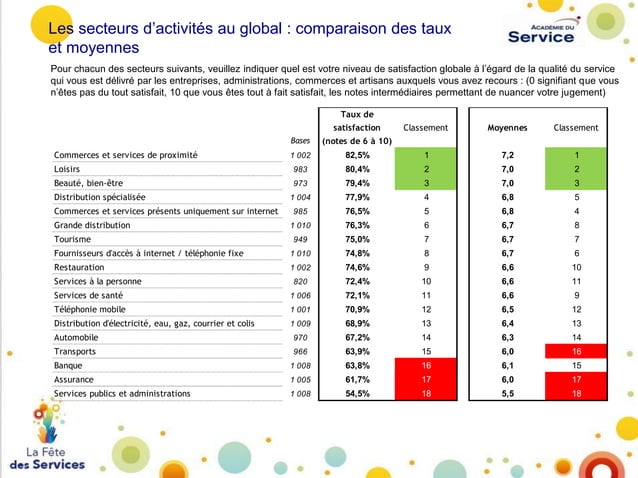 Les secteurs d’activités au global : comparaison des taux
et moyennes
ACADÉMIE DU
Service
Pour chacun des secteurs suivants, veuillez indiquer quel est votre niveau de satisfaction globale à l’égard de la qualité du service
qui vous est délivré par les entreprises, administrations, commerces et artisans auxquels vous avez recours : (0 signifiant que vous
n’êtes pas du tout satisfait, 10 que vous êtes tout à fait satisfait, les notes intermédiaires permettant de nuancer votre jugement)
Bases Taux de satisfaction (notes de 6 à 10) Classement Moyennes Classement
Commerces et services de proximité 1 002 82,5% 1 7,2 1
Loisirs 983 80,4% 2 7,0 2
Beauté, bien-être 973 79,4% 3 7,0 3
Distribution spécialisée 1 004 77,9% 4 6,8 5
Commerces et services présents uniquement sur internet 985 76,5% 5 6,8 4
Grande distribution 1 010 76,3% 6 6,7 8
Tourisme 949 75,0% 7 6,7 7
Fournisseurs d'accès à internet / téléphonie fixe 1 010 74,8% 8 6,7 6
Restauration 1 002 74,6% 9 6,6 10
Services à la personne 820 72,4% 10 6,6 11
Services de santé 1 006 72,1% 11 6,6 9
Téléphonie mobile 1 001 70,9% 12 6,5 12
Distribution d'électricité, eau, gaz, courrier et colis 1 009 68,9% 13 6,4 13
Automobile 970 67,2% 14 6,3 14
Transports 966 63,9% 15 6,0 16
Banque 1 008 63,8% 16 6,1 15
Assurance 1 005 61,7% 17 6,0 17
Services publics et administrations 1 008 54,5% 18 5,5 18
La Fête
des Services